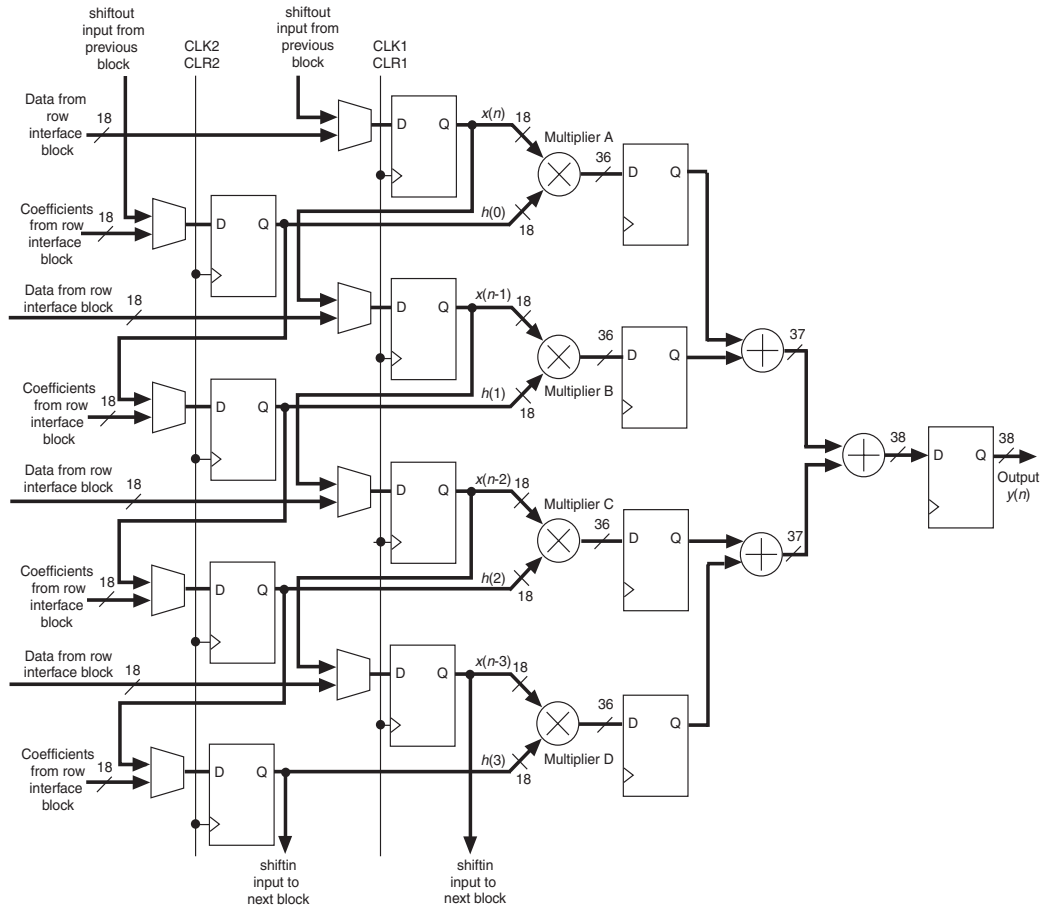 shiftout
input from
previous
block
shiftout
input from
previous
block
CLK2
CLR2
CLK1
CLR1
Data from
row
interface
block
18
D Q
x(n)
18
Multiplier A
36
D Q
Coefficients
from row
interface
block
18
D Q
h(0)
18
Data from row
interface block
18
D Q
x(n-1)
18
36
D Q
37
Multiplier B
Coefficients
from row
interface
block
18
D Q
h(1)
18
38
D Q
38
Output
y(n)
Data from row
interface block
18
D Q
x(n-2)
18
Multiplier C
36
D Q
37
Coefficients
from row
interface
block
18
D Q
h(2)
18
Data from row
interface block
18
D Q
x(n-3)
18
36
D Q
Multiplier D
Coefficients
from row
interface
block
18
D Q
h(3)
18
shiftin
input to
next block
shiftin
input to
next block